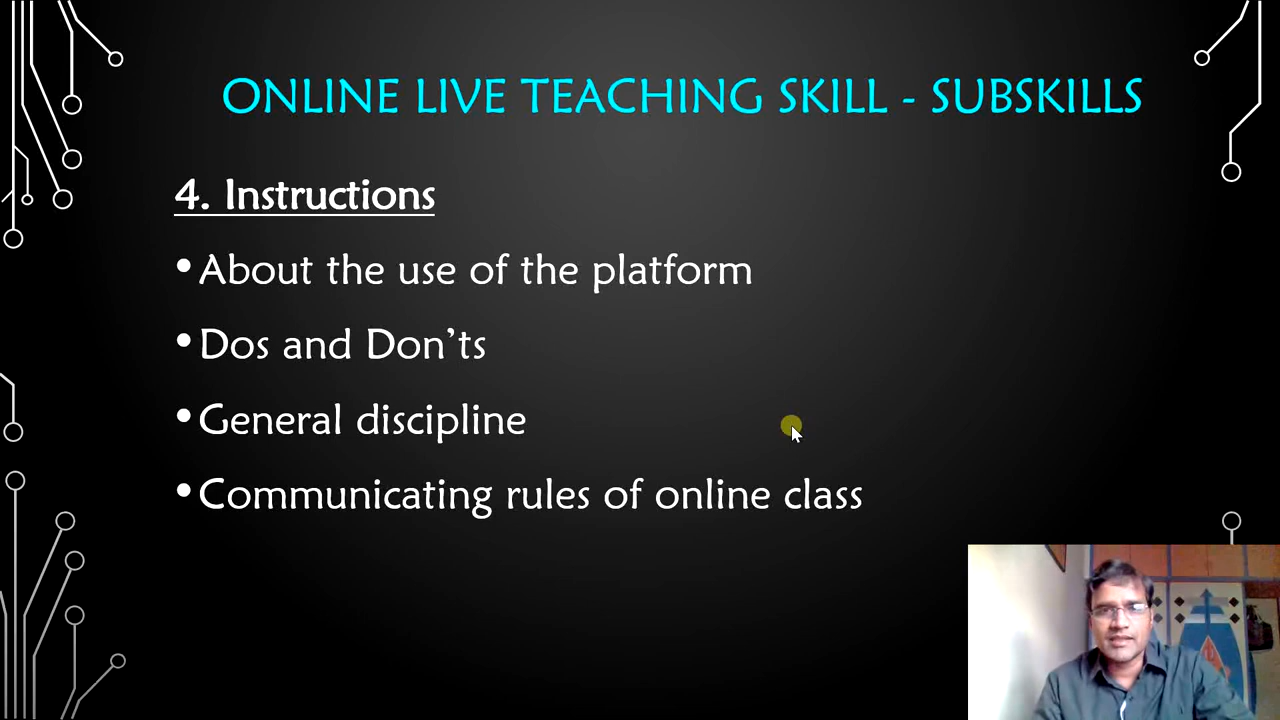 ONLINE LIVE TEACHING SKILL - SUBSKILLS
4. Instructions
•About the use of the platform
•Dos and Don’ts
•General discipline
•Communicating rules of online class